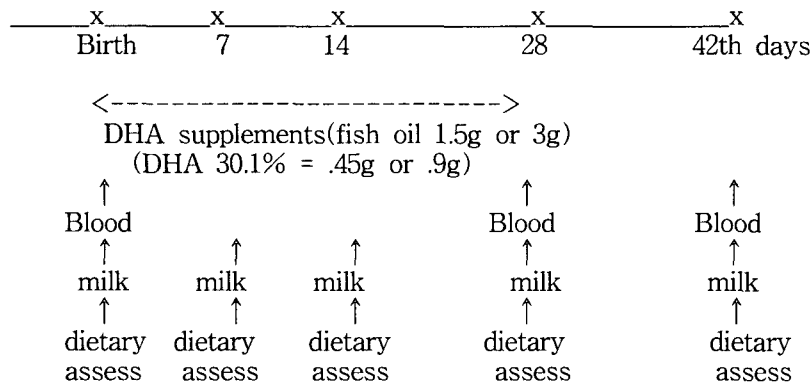 x x x x x
Birth 7 14 28 42th days
<---------------------->
DHA supplements(fish oil 1.5g or 3g)
(DHA 30.1% = .45g or .9g)
↑ ↑ ↑
Blood Blood Blood
↑ ↑ ↑ ↑ ↑
milk milk milk milk milk
↑ ↑ ↑ ↑ ↑
dietary dietary dietary dietary dietary
assess assess assess assess assess